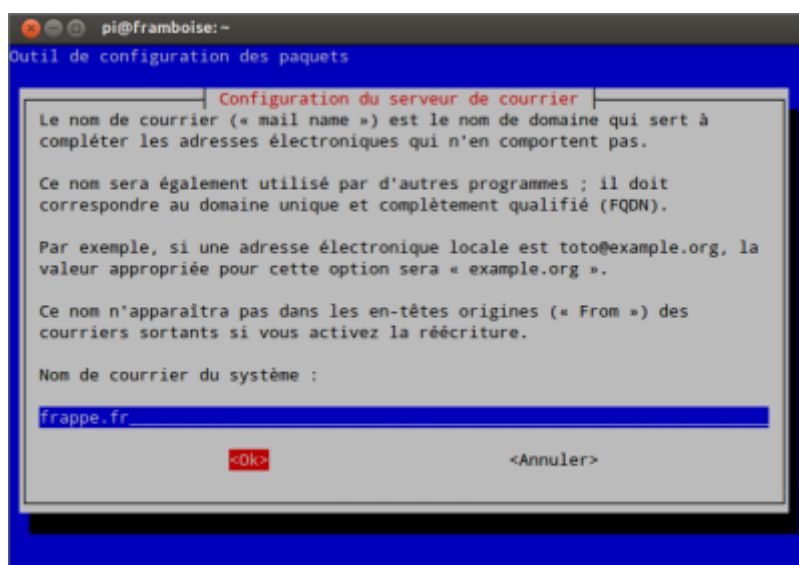 pi@framboise: ~
Outil de configuration des paquets
Configuration du serveur de courrier
Le nom de courrier (« mail name ») est le nom de domaine qui sert à
compléter les adresses électroniques qui n'en comportent pas.
Ce nom sera également utilisé par d'autres programmes ; il doit
correspondre au domaine unique et complètement qualifié (FQDN).
Par exemple, si une adresse électronique locale est toto@example.org, la
valeur appropriée pour cette option sera « example.org ».
Ce nom n'apparaîtra pas dans les en-têtes origines (« From ») des
courriers sortants si vous activez la réécriture.
Nom de courrier du système :
frappe.fr
<Ok> <Annuler>